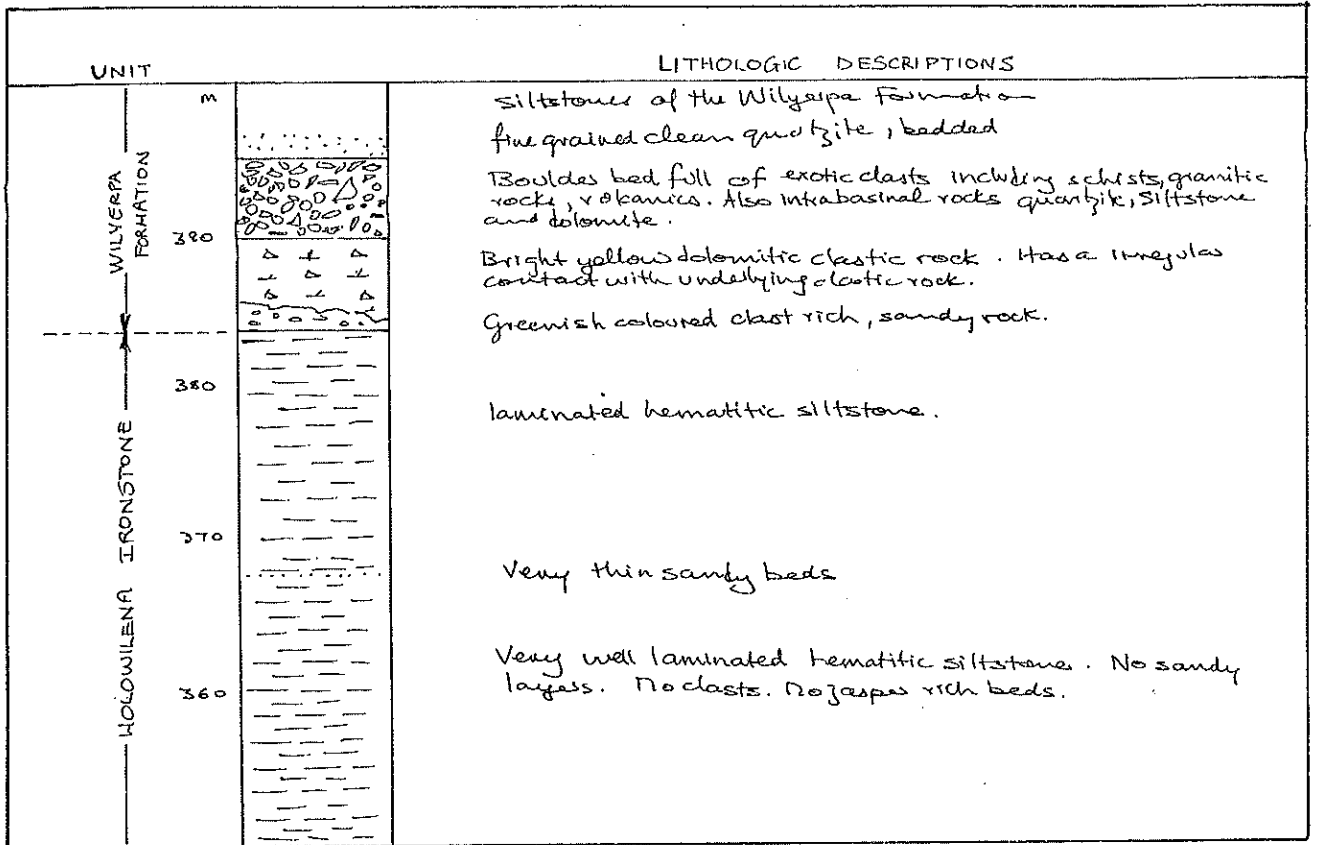 UNIT
LITHOLOGIC DESCRIPTIONS
m
WILYERPA
FORMATION
HOLOWILENA IRONSTONE
siltstones of the Wilyerpa Formation
fine grained clean quartzite, bedded
Boulder bed full of exotic clasts including schists, granitic
rocks, volcanics. Also intrabasinal rocks quartzite, siltstone
and dolomite.
390
Bright yellow dolomitic clastic rock. Has a irregular
contact with underlying clastic rock.
Greenish coloured clast rich, sandy rock.
380
laminated hematitic siltstone.
370
Very thin sandy beds
Very well laminated hematitic siltstones. No sandy
layers. No clasts. No jasper rich beds.
360